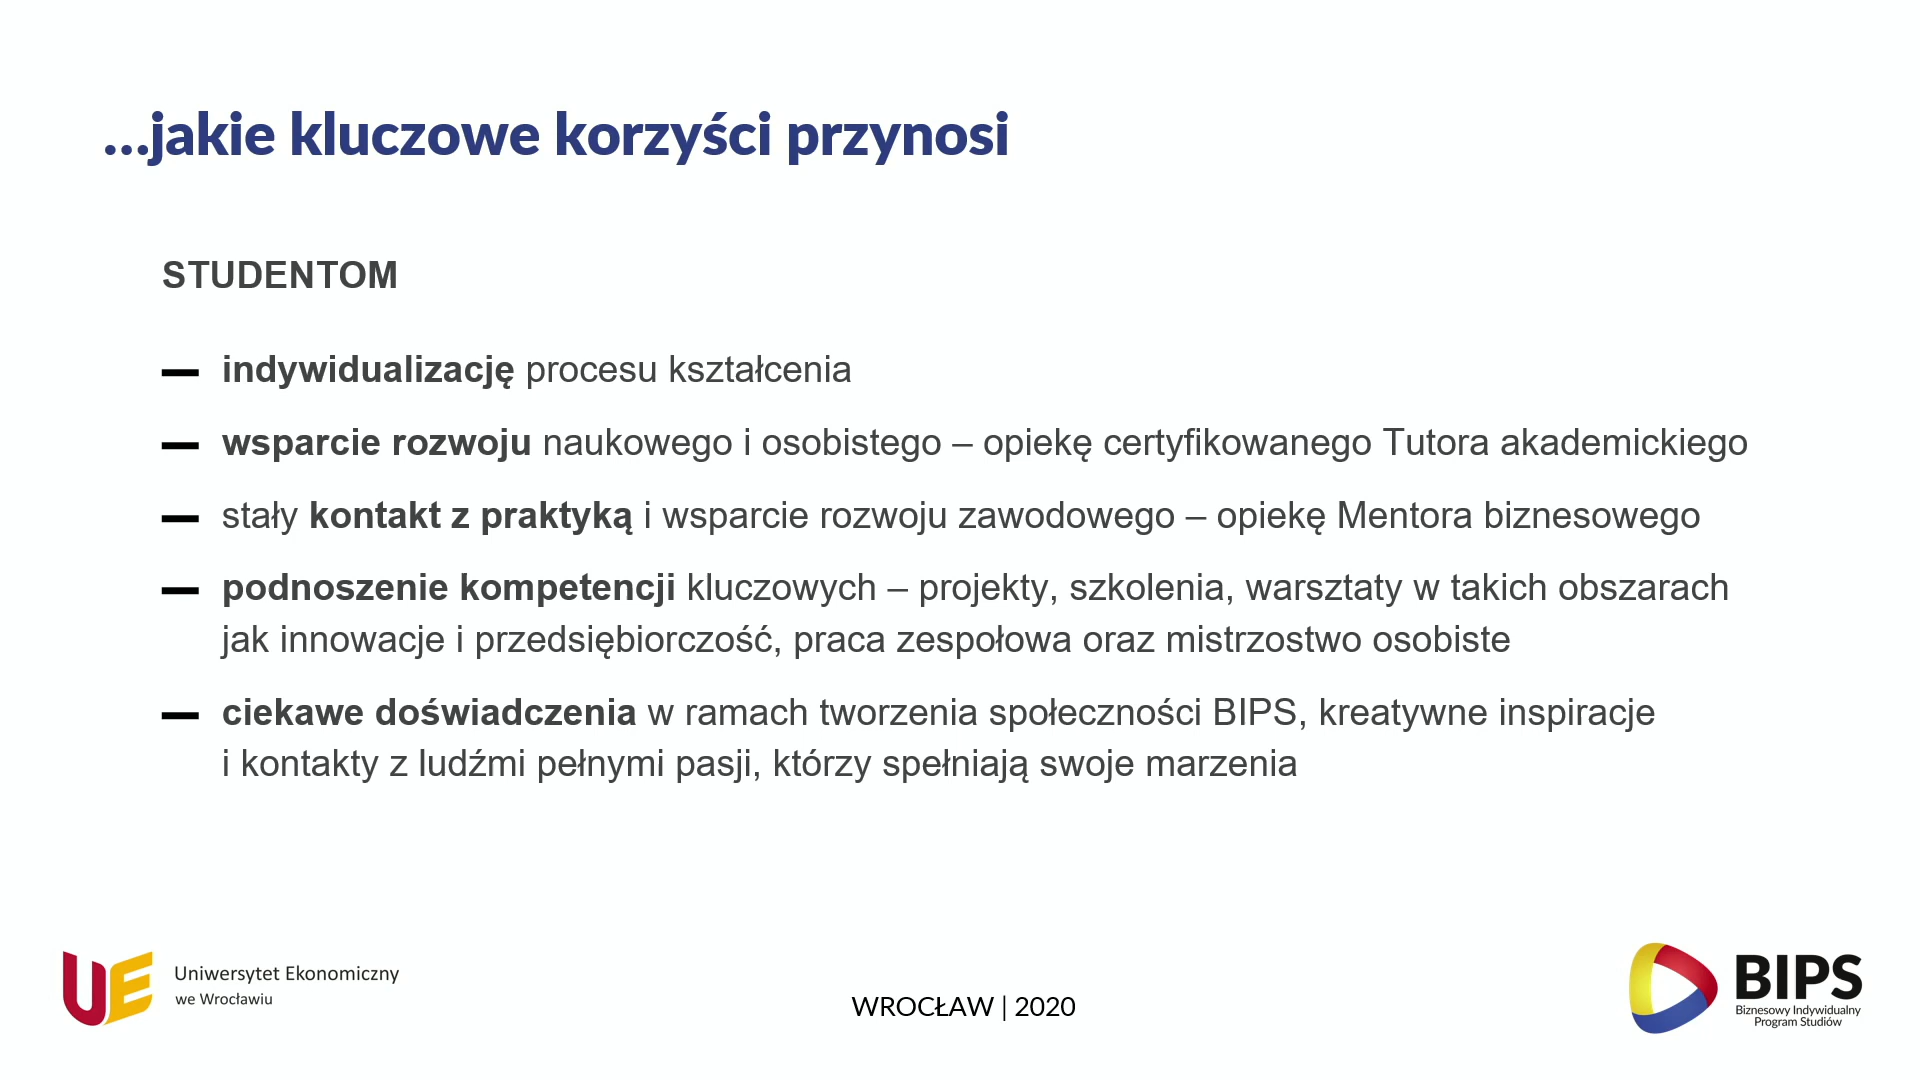 ...jakie kluczowe korzyści przynosi
STUDENTOM
indywidualizację procesu kształcenia
wsparcie rozwoju naukowego i osobistego – opiekę certyfikowanego Tutora akademickiego
stały kontakt z praktyką i wsparcie rozwoju zawodowego – opiekę Mentora biznesowego
podnoszenie kompetencji kluczowych – projekty, szkolenia, warsztaty w takich obszarach
jak innowacje i przedsiębiorczość, praca zespołowa oraz mistrzostwo osobiste
ciekawe doświadczenia w ramach tworzenia społeczności BIPS, kreatywne inspiracje
i kontakty z ludźmi pełnymi pasji, którzy spełniają swoje marzenia
UE
Uniwersytet Ekonomiczny
we Wrocławiu
WROCŁAW | 2020
BIPS
Biznesowy Indywidualny
Program Studiów